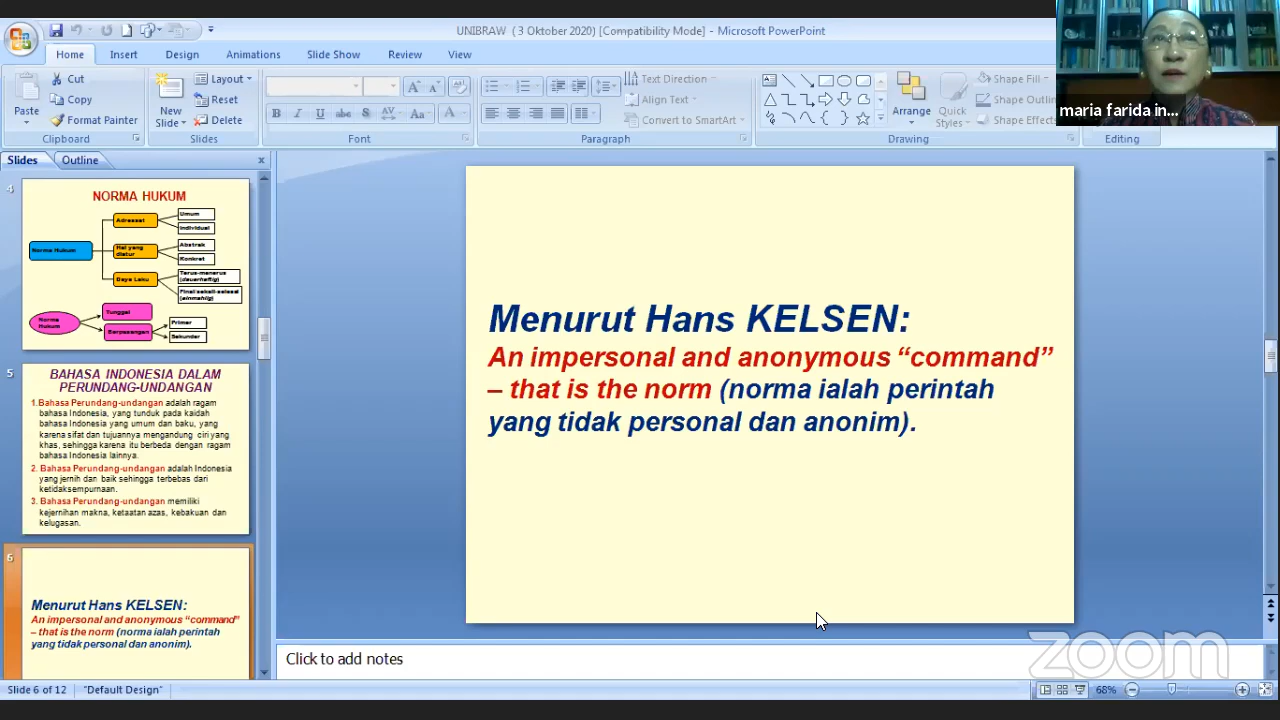 UNIBRAW ( 3 Oktober 2020) [Compatibility Mode] - Microsoft PowerPoint
Home Insert Design Animations Slide Show Review View
Paste
Cut
Copy
Format Painter
Clipboard
New Slide
Layout
Reset
Delete
Slides
Font
Text Direction
Align Text
Convert to SmartArt
Paragraph
Arrange
Quick Styles
Shape Fill
Shape Outlin
Shape Effects
Drawing
Editing
maria farida in...
Slides Outline
4
NORMA HUKUM
Norma Hukum
Adressat
Umum
Individual
Hal yang diatur
Abstrak
Konkret
Daya Laku
Terus-menerus (dauerhaftig)
Final sekali-selesai (einmahlig)
Norma Hukum
Tunggal
Berpasangan
Primer
Sekunder
5
BAHASA INDONESIA DALAM
PERUNDANG-UNDANGAN
1.Bahasa Perundang-undangan adalah ragam
bahasa Indonesia, yang tunduk pada kaidah
bahasa Indonesia yang umum dan baku, yang
karena sifat dan tujuannya mengandung ciri yang
khas, sehingga karena itu berbeda dengan ragam
bahasa Indonesia lainnya.
2. Bahasa Perundang-undangan adalah Indonesia
yang jernih dan baik sehingga terbebas dari
ketidaksempurnaan.
3. Bahasa Perundang-undangan memiliki
kejernihan makna, ketaatan azas, kebakuan dan
kelugasan.
6
Menurut Hans KELSEN:
An impersonal and anonymous “command”
– that is the norm (norma ialah perintah
yang tidak personal dan anonim).
Menurut Hans KELSEN:
An impersonal and anonymous “command”
– that is the norm (norma ialah perintah
yang tidak personal dan anonim).
Click to add notes
zoom
Slide 6 of 12 "Default Design" 68%